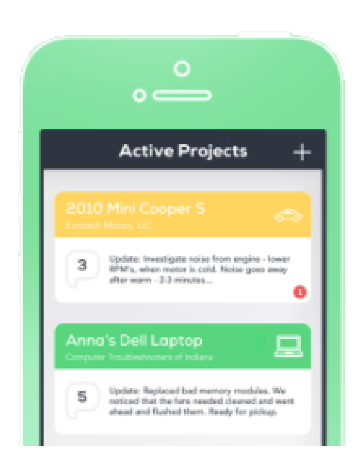 Active Projects
2010 Mini Cooper S
Eurotech Motors, LLC.
3
Update: Investigate noise from engine - lower
RPM's, when motor is cold. Noise goes away
after warm - 2-3 minutes...
1
Anna's Dell Laptop
Computer Troubleshooters of Indiana
5
Update: Replaced bad memory modules. We
noticed that the fans needed cleaned and went
ahead and flushed them. Ready for pickup.